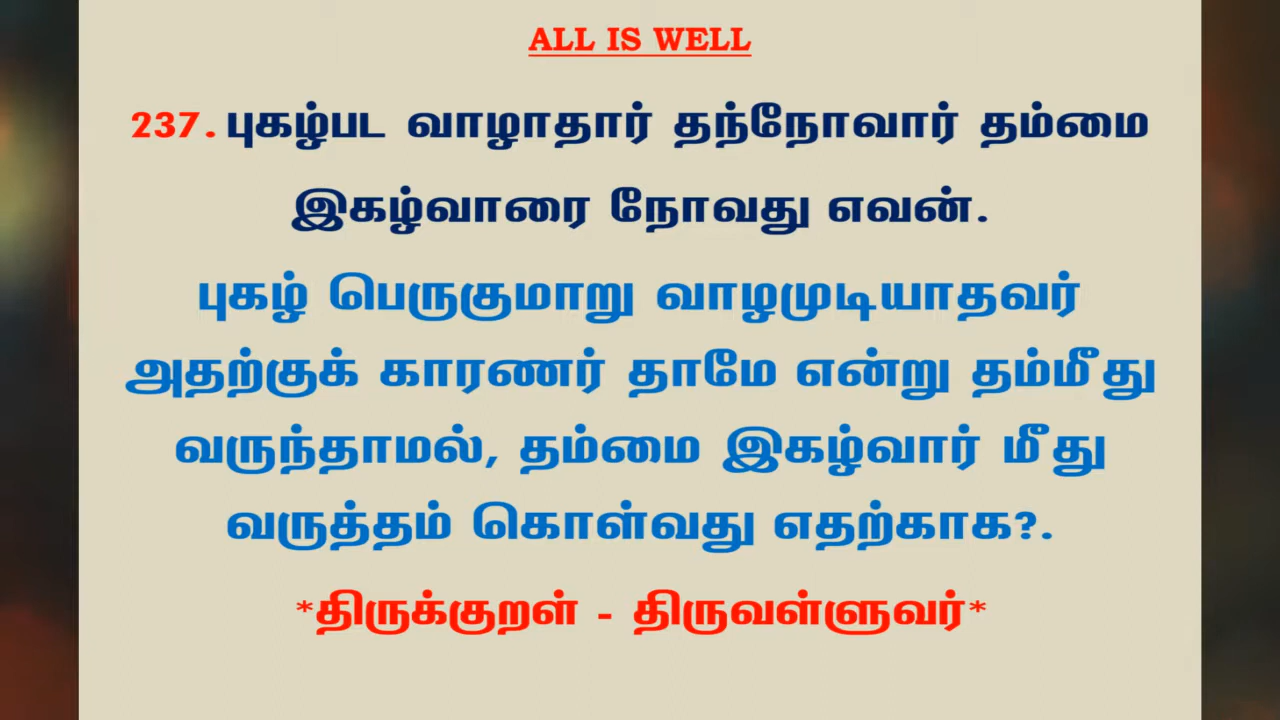 ALL IS WELL
237. புகழ்பட வாழாதார் தந்நோவார் தம்மை
இகழ்வாரை நோவது எவன்.
புகழ் பெருகுமாறு வாழமுடியாதவர்
அதற்குக் காரணர் தாமே என்று தம்மீது
வருந்தாமல், தம்மை இகழ்வார் மீது
வருத்தம் கொள்வது எதற்காக?.
*திருக்குறள் - திருவள்ளுவர்*